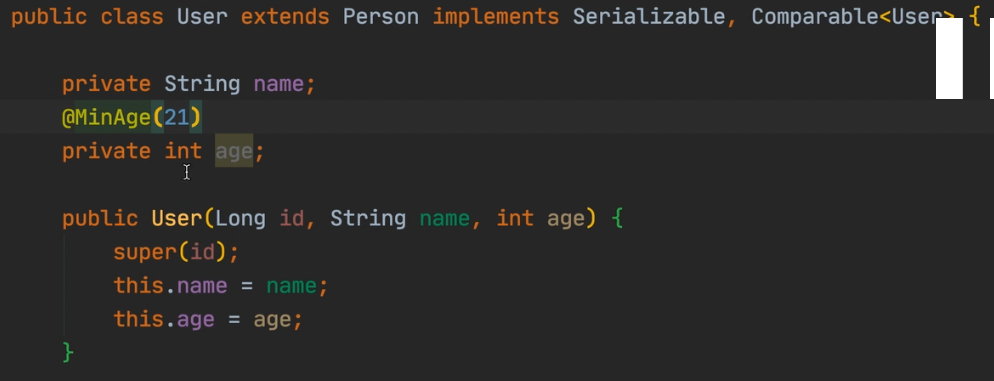 public class User extends Person implements Serializable, Comparable<User> {
private String name;
@MinAge(21)
private int age;
public User(Long id, String name, int age) {
super(id);
this.name = name;
this.age = age;
}